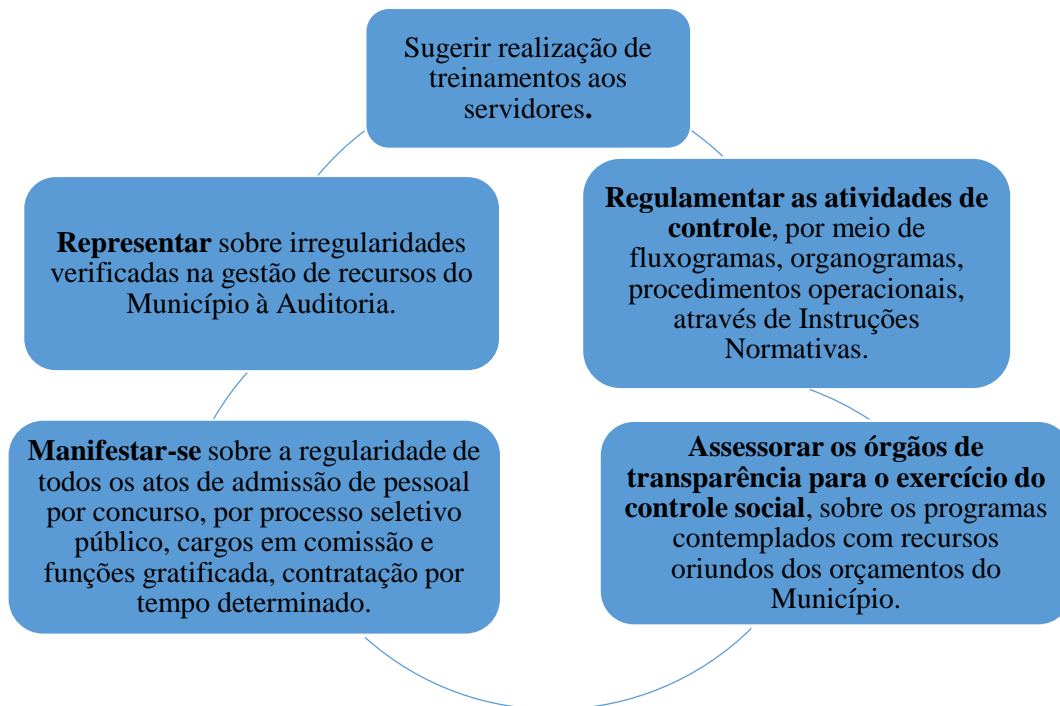 Sugerir realização de
treinamentos aos
servidores.
Representar sobre irregularidades
verificadas na gestão de recursos do
Município à Auditoria.
Regulamentar as atividades de
controle, por meio de
fluxogramas, organogramas,
procedimentos operacionais,
através de Instruções
Normativas.
Manifestar-se sobre a regularidade de
todos os atos de admissão de pessoal
por concurso, por processo seletivo
público, cargos em comissão e
funções gratificada, contratação por
tempo determinado.
Assessorar os órgãos de
transparência para o exercício do
controle social, sobre os programas
contemplados com recursos
oriundos dos orçamentos do
Município.